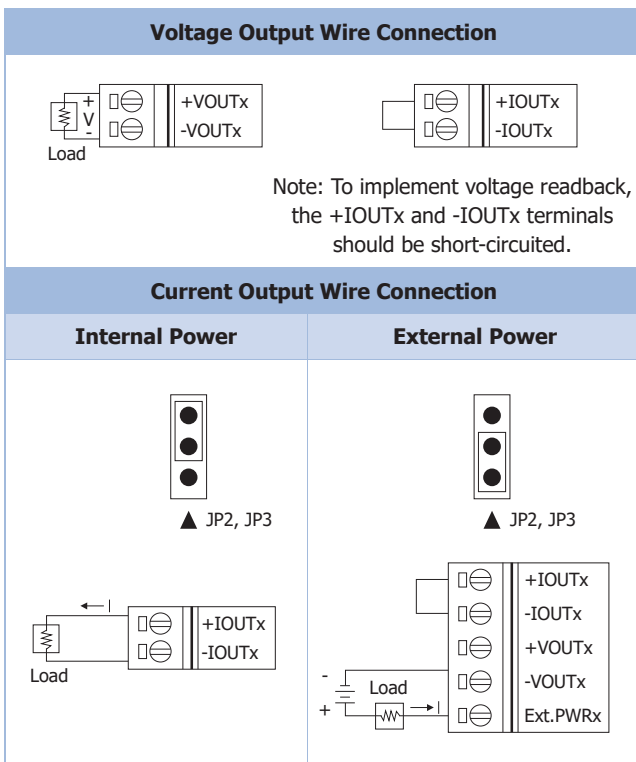 Voltage Output Wire Connection
+
V
-
Load
+VOUTx
-VOUTx
+IOUTx
-IOUTx
Note: To implement voltage readback,
the +IOUTx and -IOUTx terminals
should be short-circuited.
Current Output Wire Connection
Internal Power
External Power
▲ JP2, JP3
▲ JP2, JP3
I
Load
+IOUTx
-IOUTx
+IOUTx
-IOUTx
+VOUTx
-VOUTx
Ext.PWRx
-
+
Load
I